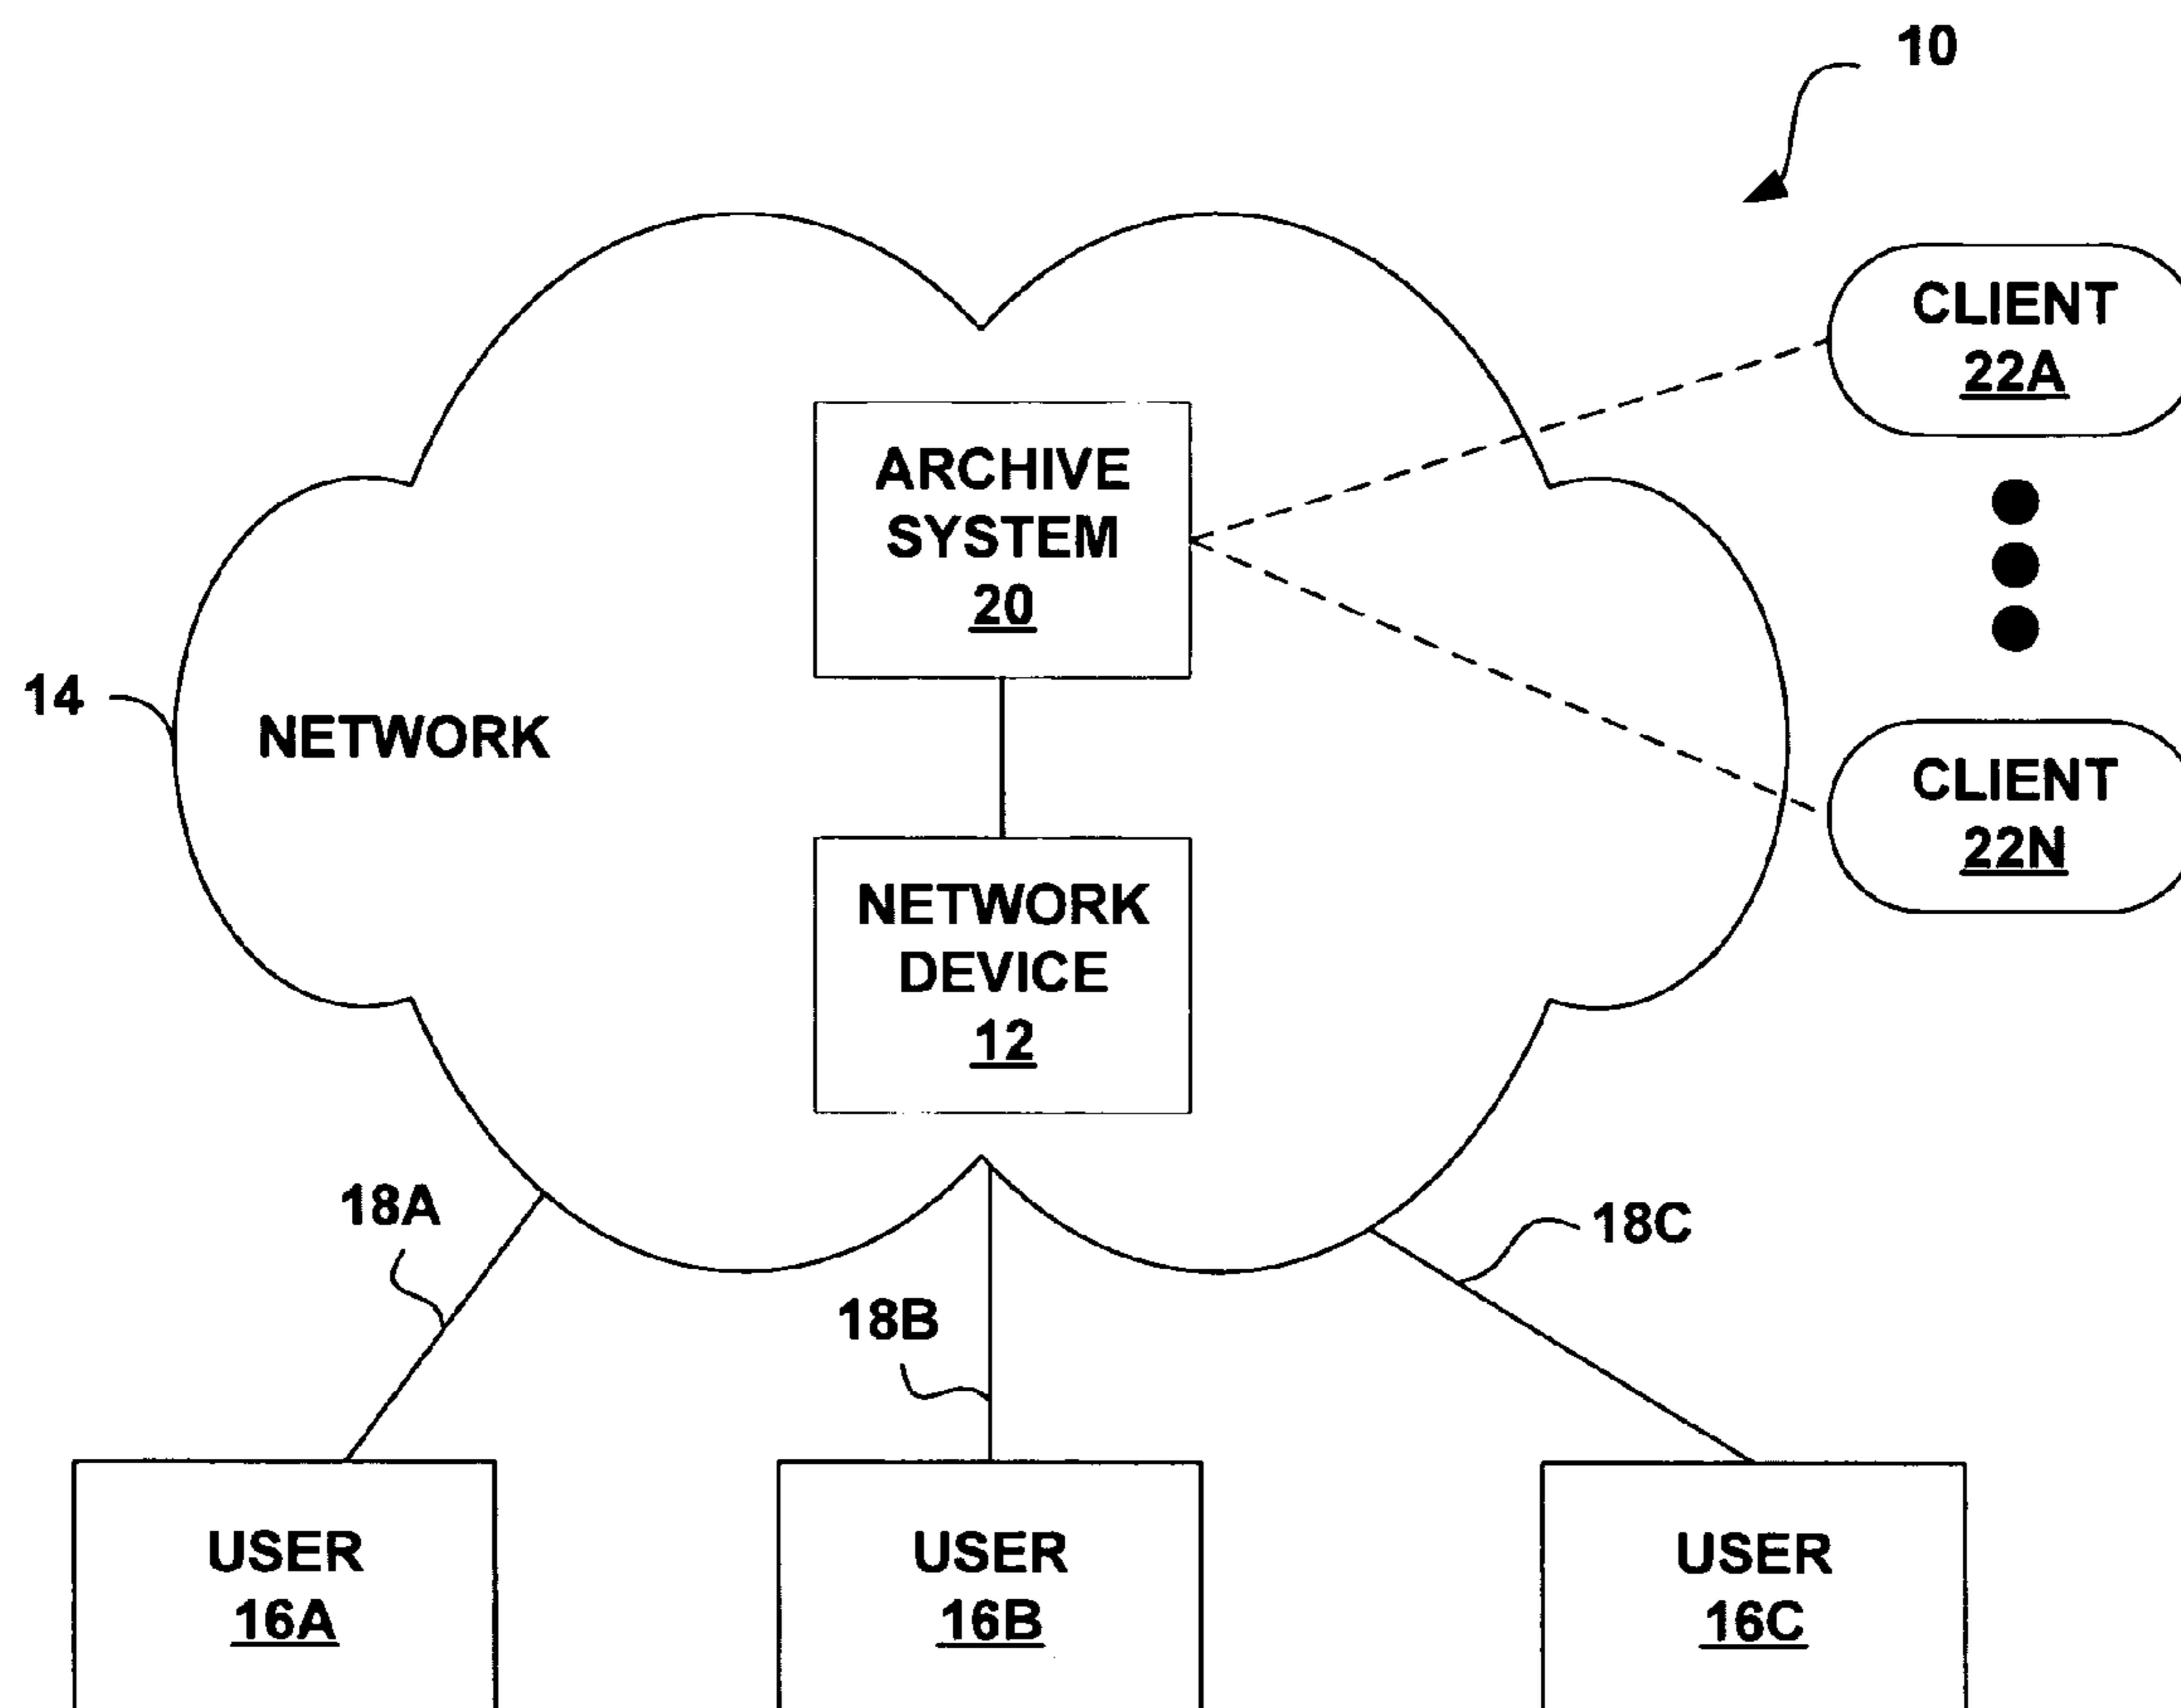 10
CLIENT
22A
ARCHIVE
SYSTEM
20
14
NETWORK
CLIENT
22N
NETWORK
DEVICE
12
18A
18B
18C
USER
16A
USER
16B
USER
16C